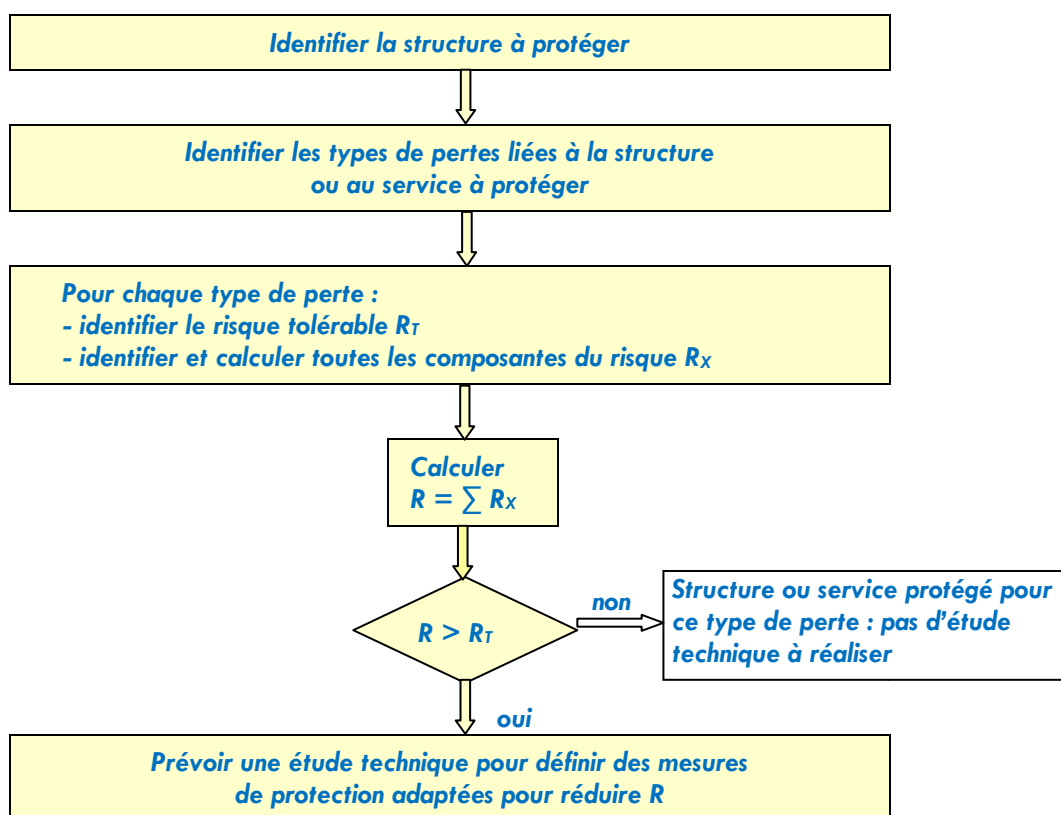 Identifier la structure à protéger
Identifier les types de pertes liées à la structure
ou au service à protéger
Pour chaque type de perte :
- identifier le risque tolérable RT
- identifier et calculer toutes les composantes du risque RX
Calculer
R = ∑ RX
R > RT
non
Structure ou service protégé pour
ce type de perte : pas d’étude
technique à réaliser
oui
Prévoir une étude technique pour définir des mesures
de protection adaptées pour réduire R